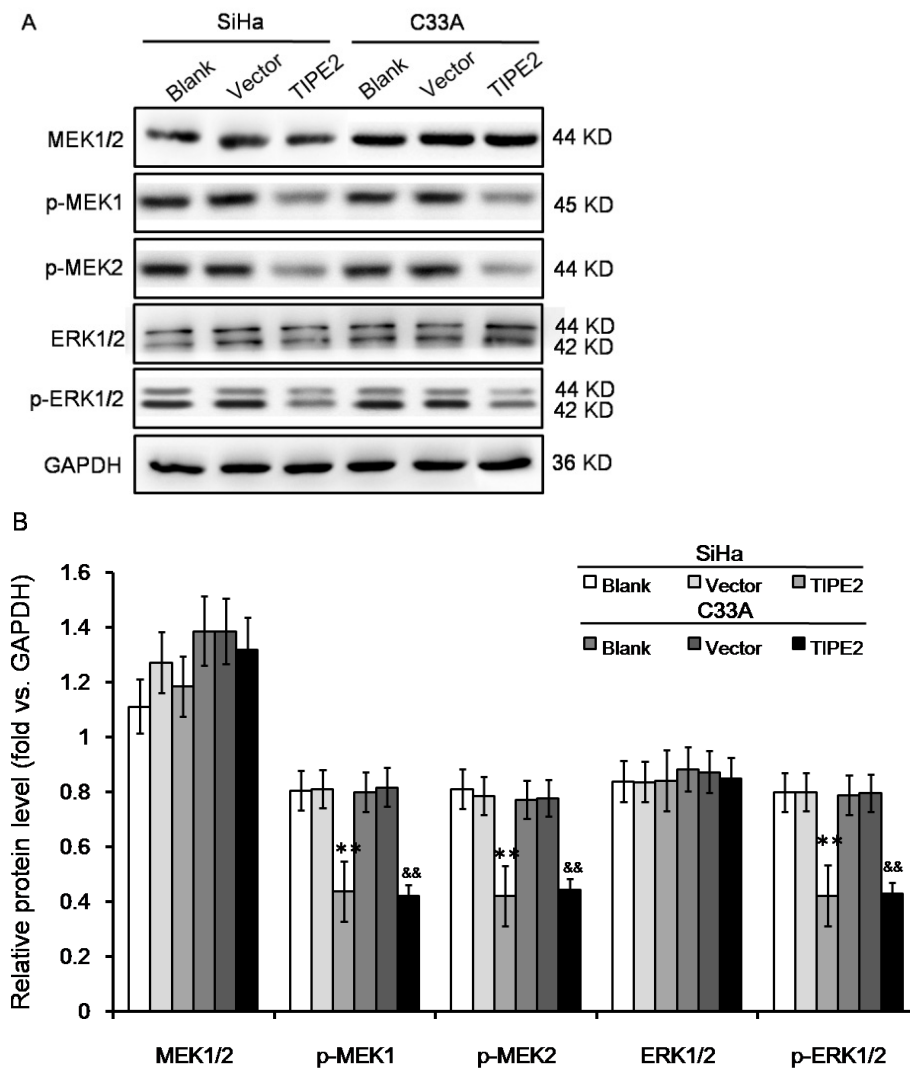 A
SiHa C33A
Blank Vector TIPE2 Blank Vector TIPE2
MEK1/2 44 KD
p-MEK1 45 KD
p-MEK2 44 KD
ERK1/2 44 KD
42 KD
p-ERK1/2 44 KD
42 KD
GAPDH 36 KD
B
SiHa
Blank Vector TIPE2
C33A
Blank Vector TIPE2
Relative protein level (fold vs. GAPDH)
1.6
1.4
1.2
1
0.8
0.6
0.4
0.2
0
** && ** && ** &&
MEK1/2 p-MEK1 p-MEK2 ERK1/2 p-ERK1/2